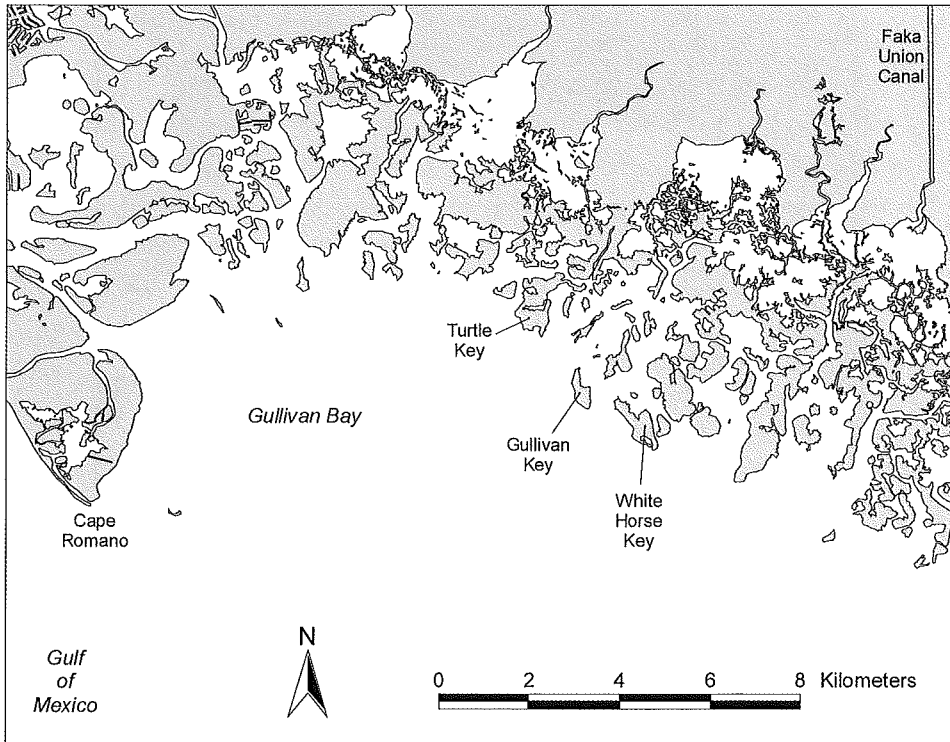 Faka
Union
Canal
Turtle
Key
Gullivan Bay
Gullivan
Key
White
Horse
Key
Cape
Romano
Gulf
of
Mexico
N
0 2 4 6 8 Kilometers